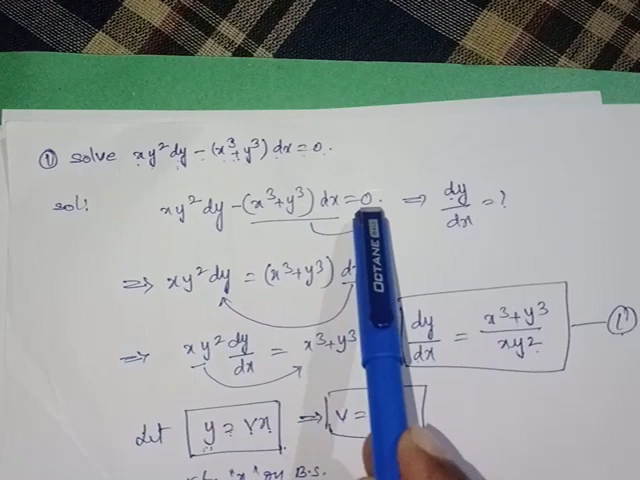 ① solve xy²dy - (x³+y³)dx = 0.
sol: xy²dy - (x³+y³) dx = 0. ⇒ dy/dx = ?
⇒ xy²dy = (x³+y³)
⇒ xy² dy/dx = x³+y³ dy/dx = (x³+y³)/(xy²) — (1)
Let y = vx ⇒ v =
"x" on B.S.
OCTANE